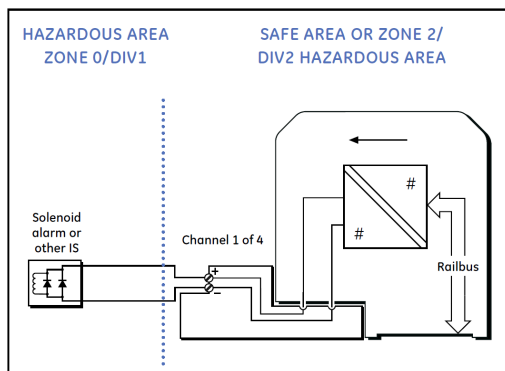 HAZARDOUS AREA
ZONE 0/DIV1
SAFE AREA OR ZONE 2/
DIV2 HAZARDOUS AREA
Solenoid
alarm or
other IS
Channel 1 of 4
+
–
#
#
Railbus